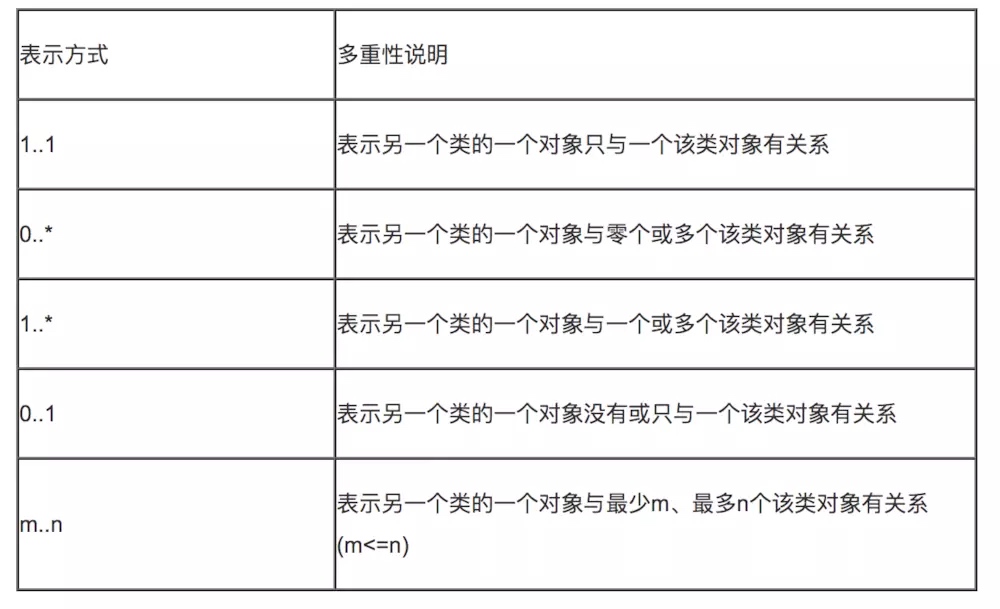 表示方式
多重性说明
1..1
表示另一个类的一个对象只与一个该类对象有关系
0..*
表示另一个类的一个对象与零个或多个该类对象有关系
1..*
表示另一个类的一个对象与一个或多个该类对象有关系
0..1
表示另一个类的一个对象没有或只与一个该类对象有关系
m..n
表示另一个类的一个对象与最少m、最多n个该类对象有关系
(m<=n)